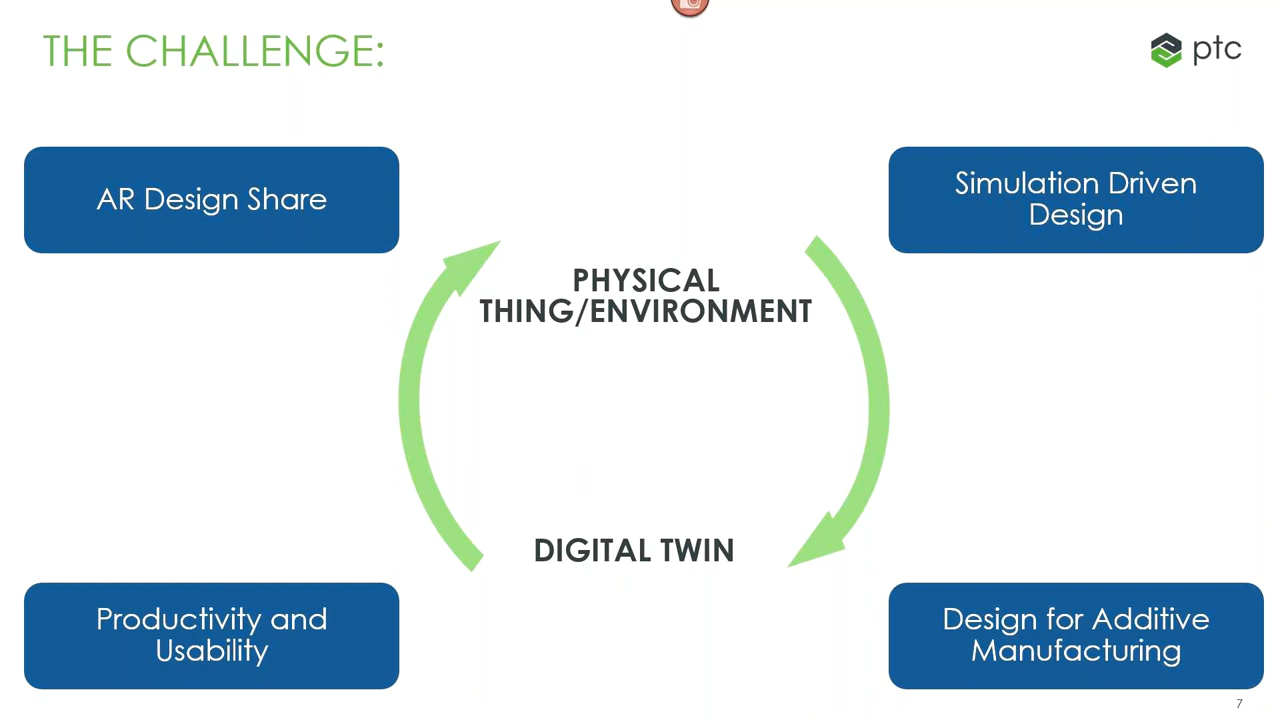 THE CHALLENGE:
ptc
AR Design Share
Simulation Driven
Design
PHYSICAL
THING/ENVIRONMENT
DIGITAL TWIN
Productivity and
Usability
Design for Additive
Manufacturing
7